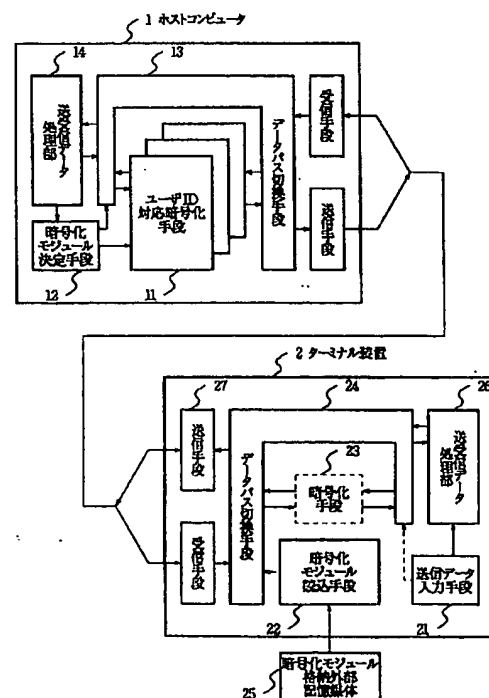 1 ホストコンピュータ
14
13
送受信データ
処理部
データパス切換手段
受信手段
ユーザID
対応暗号化
手段
送信手段
暗号化
モジュール
決定手段
12
11
2 ターミナル装置
27
24
26
送信手段
データパス切換手段
23
暗号化
手段
送受信データ
処理部
受信手段
暗号化
モジュール
読込手段
送信データ
入力手段
22
21
暗号化モジュール
格納外部
記憶媒体
25